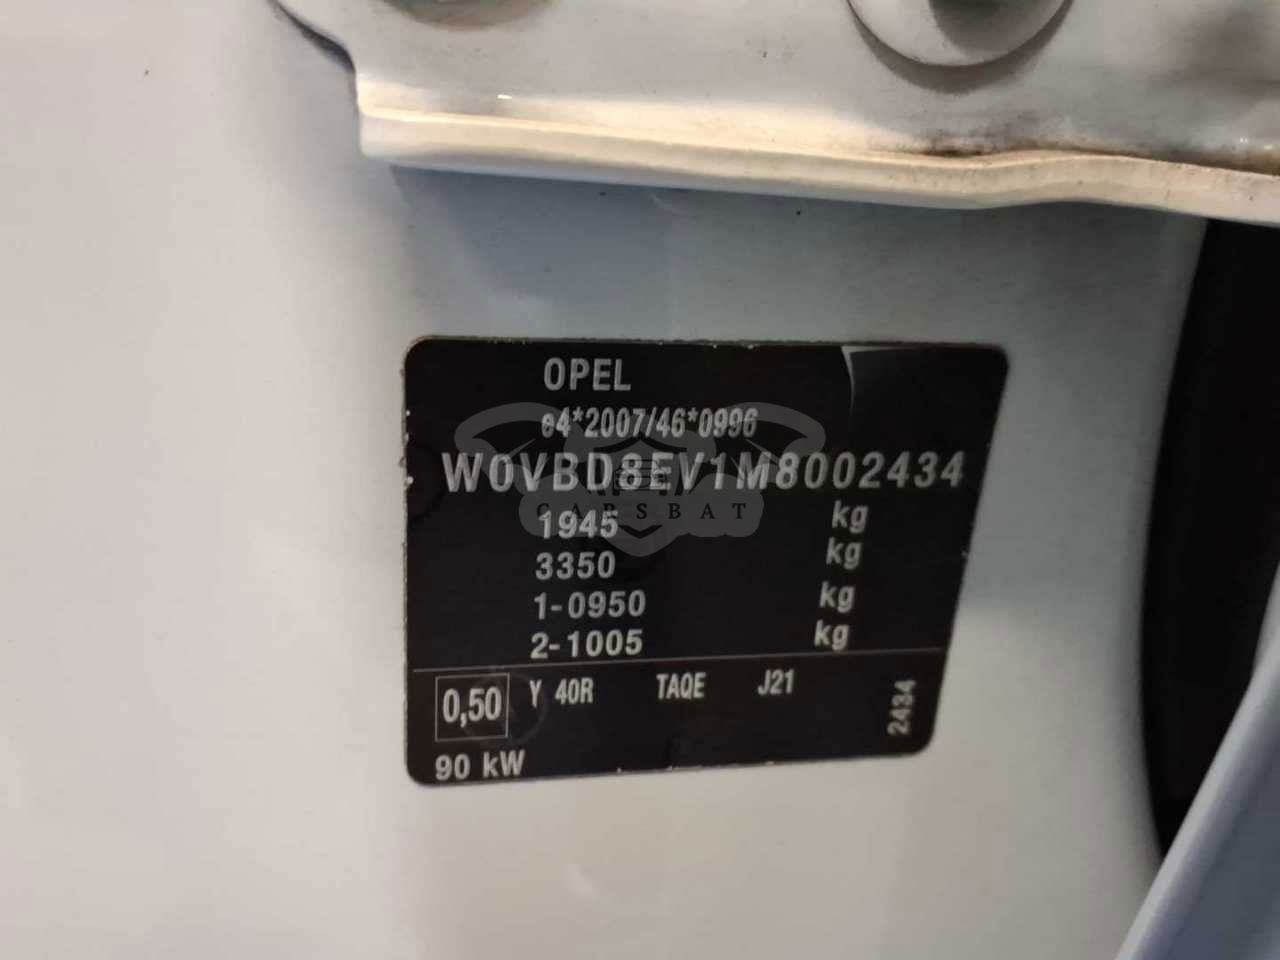 OPEL
e4*2007/46*0996
W0VBD8EV1M8002434
CARSBAT
1945 kg
3350 kg
1-0950 kg
2-1005 kg
0,50 Y 40R TAQE J21
2434
90 kW